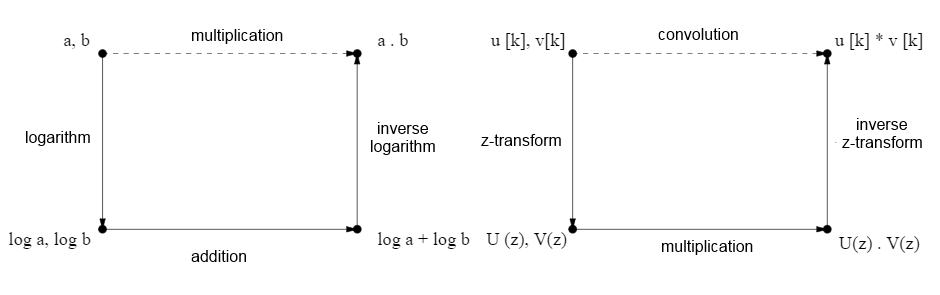 a, b
multiplication
a . b
logarithm
inverse
logarithm
log a, log b
addition
log a + log b
u [k], v[k]
convolution
u [k] * v [k]
z-transform
inverse
z-transform
U (z), V(z)
multiplication
U(z) . V(z)